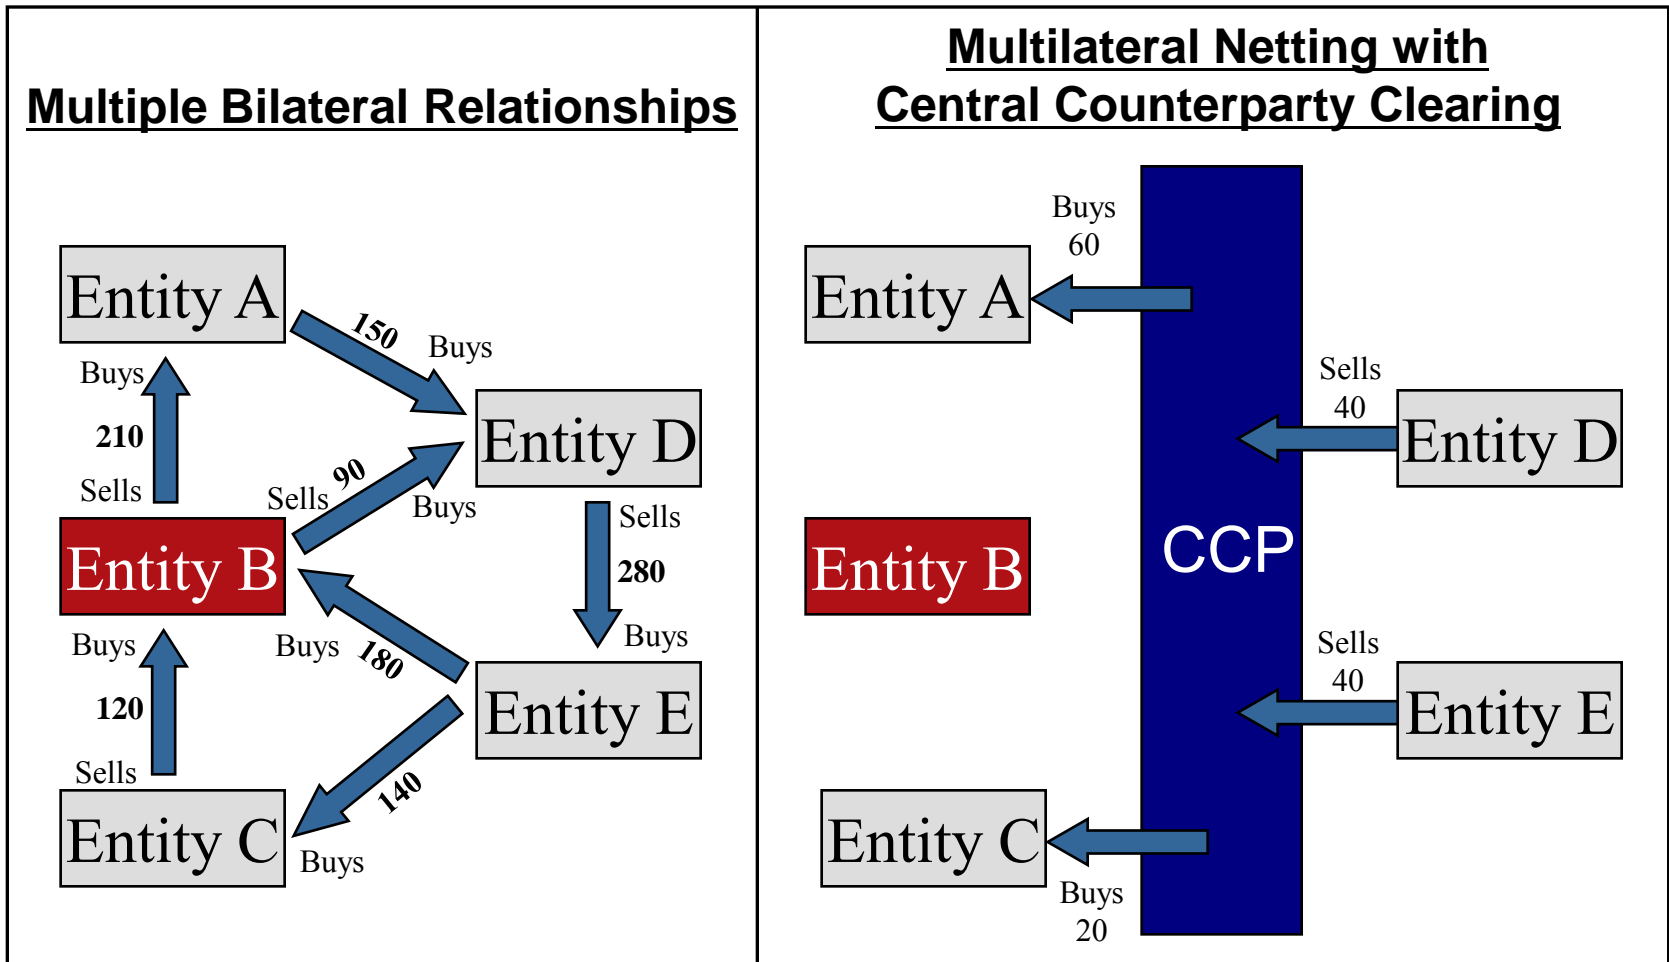 Multiple Bilateral Relationships
Entity A
150
Buys
Buys
210
Sells
Entity D
90
Sells
Buys
Entity B
Sells
280
Buys
Buys
180
Buys
120
Sells
Entity E
140
Entity C
Buys
Multilateral Netting with
Central Counterparty Clearing
Buys
60
Entity A
Sells
40
Entity D
Entity B
CCP
Sells
40
Entity E
Entity C
Buys
20